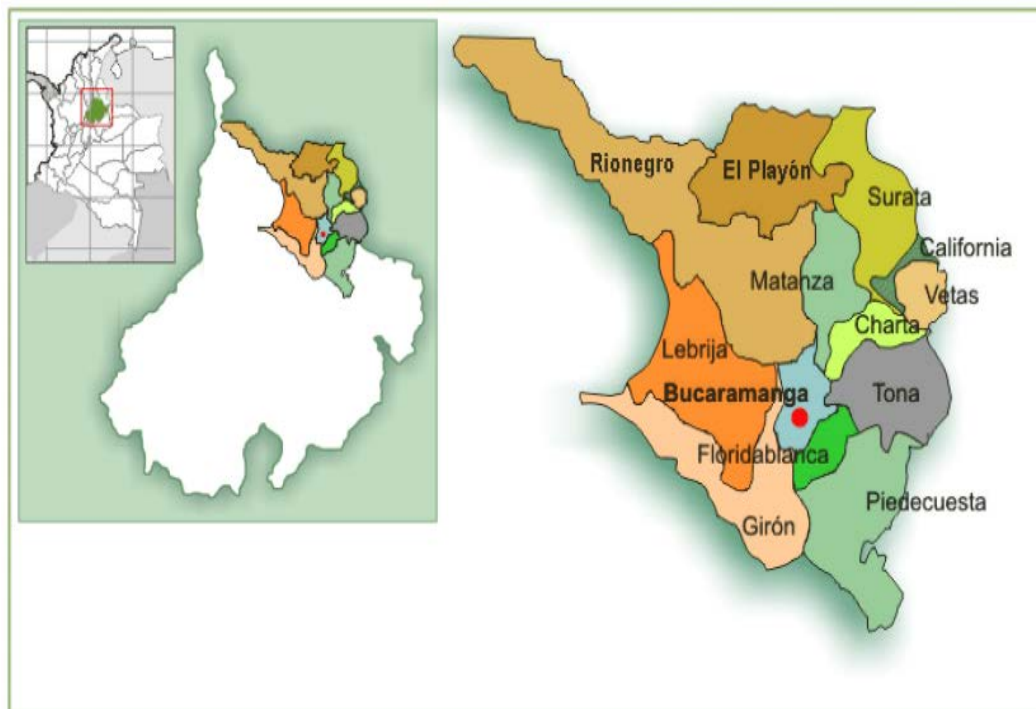 Rionegro
El Playón
Surata
California
Matanza
Vetas
Charta
Lebrija
Bucaramanga
Tona
Floridablanca
Piedecuesta
Girón